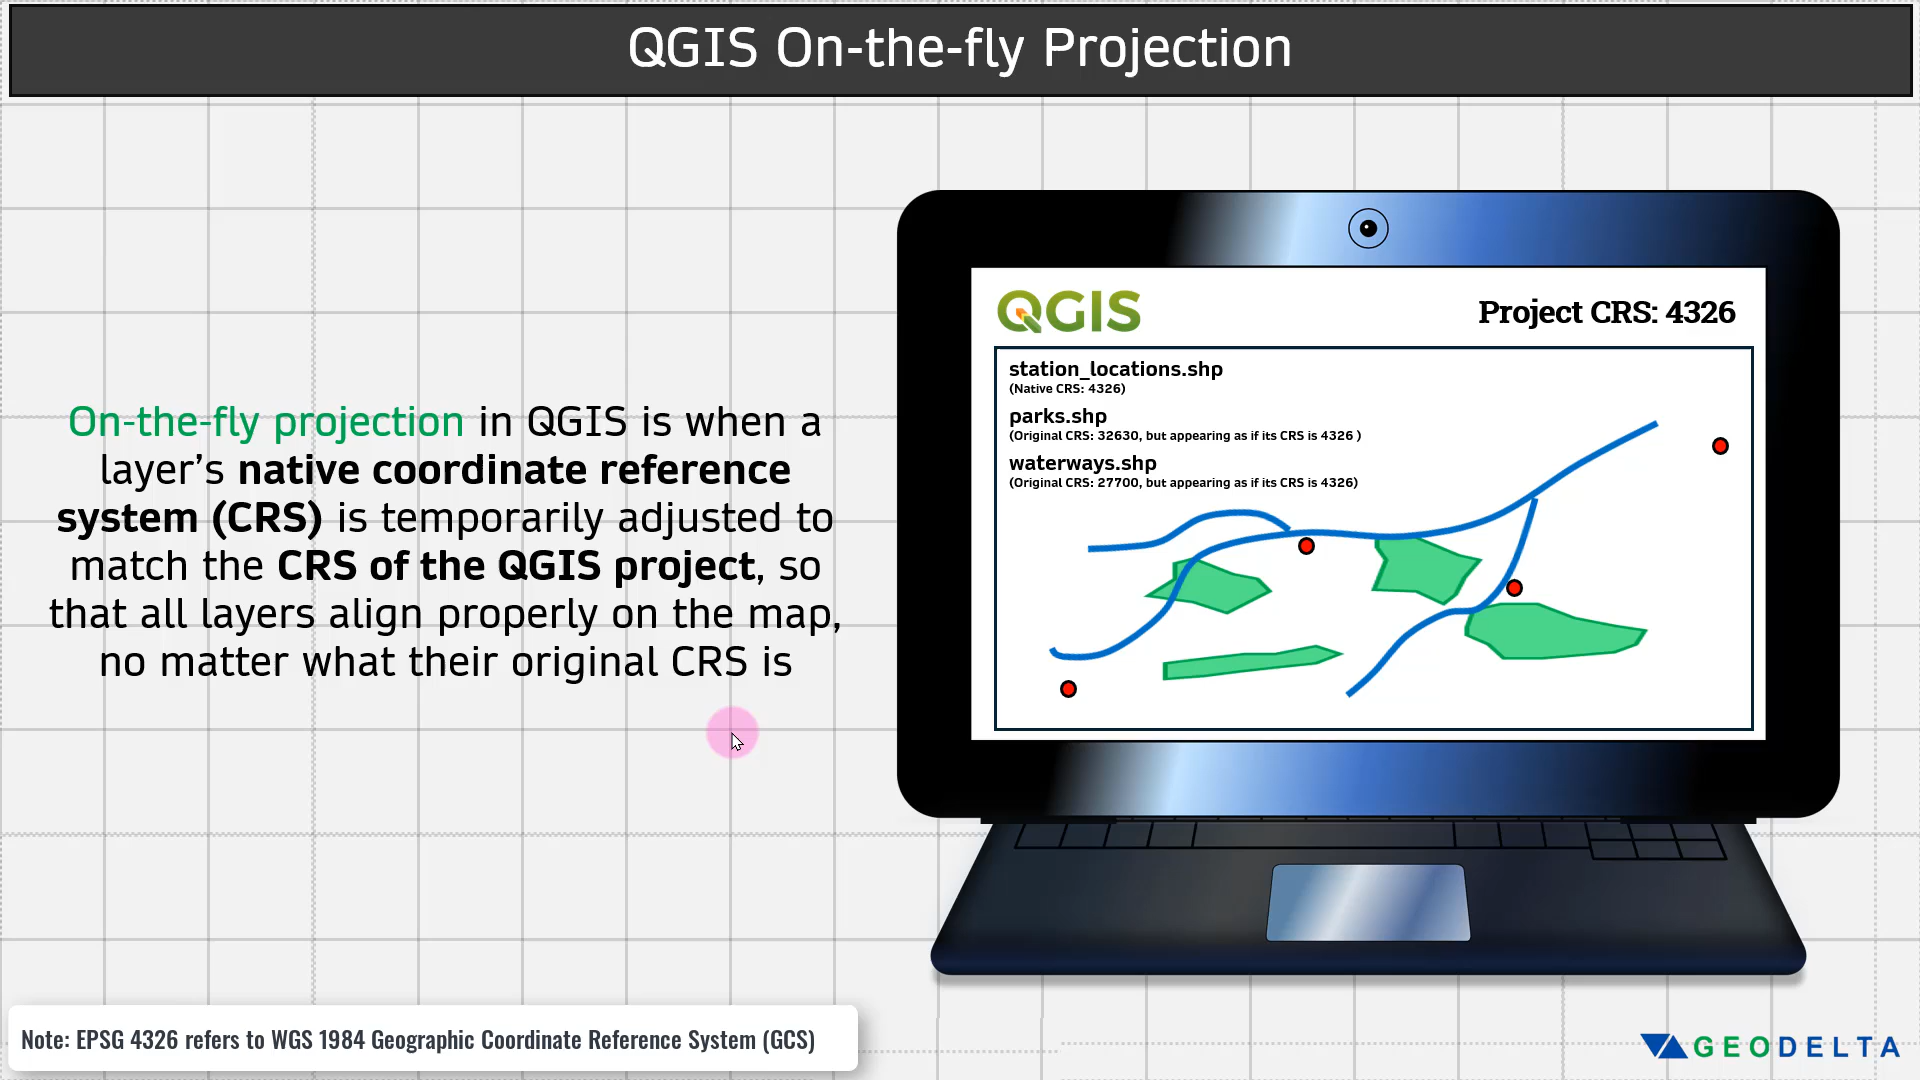 QGIS On-the-fly Projection
On-the-fly projection in QGIS is when a
layer’s native coordinate reference
system (CRS) is temporarily adjusted to
match the CRS of the QGIS project, so
that all layers align properly on the map,
no matter what their original CRS is
QGIS
Project CRS: 4326
station_locations.shp
(Native CRS: 4326)
parks.shp
(Original CRS: 32630, but appearing as if its CRS is 4326 )
waterways.shp
(Original CRS: 27700, but appearing as if its CRS is 4326)
Note: EPSG 4326 refers to WGS 1984 Geographic Coordinate Reference System (GCS)
GEODELTA